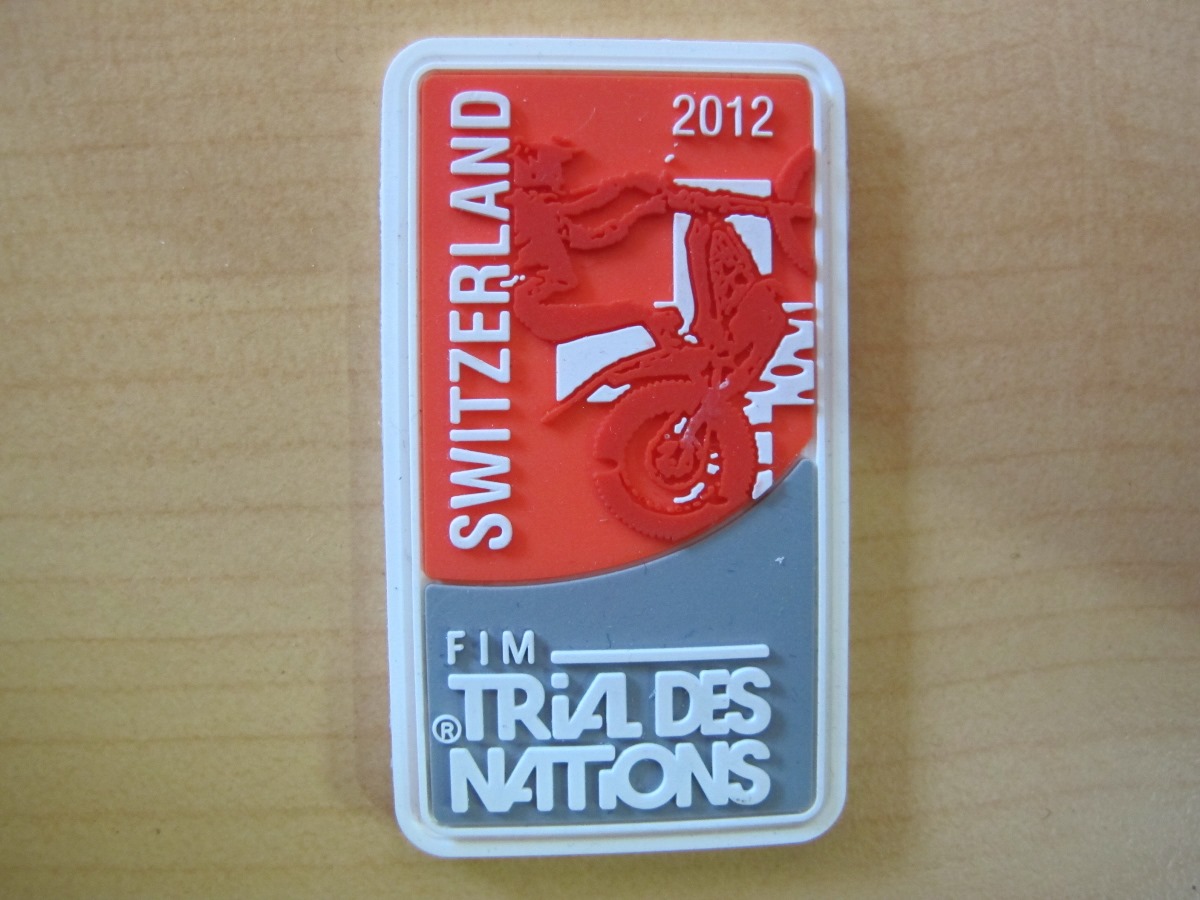 2012
SWITZERLAND
FIM
TRiAL DES
® NATiONS